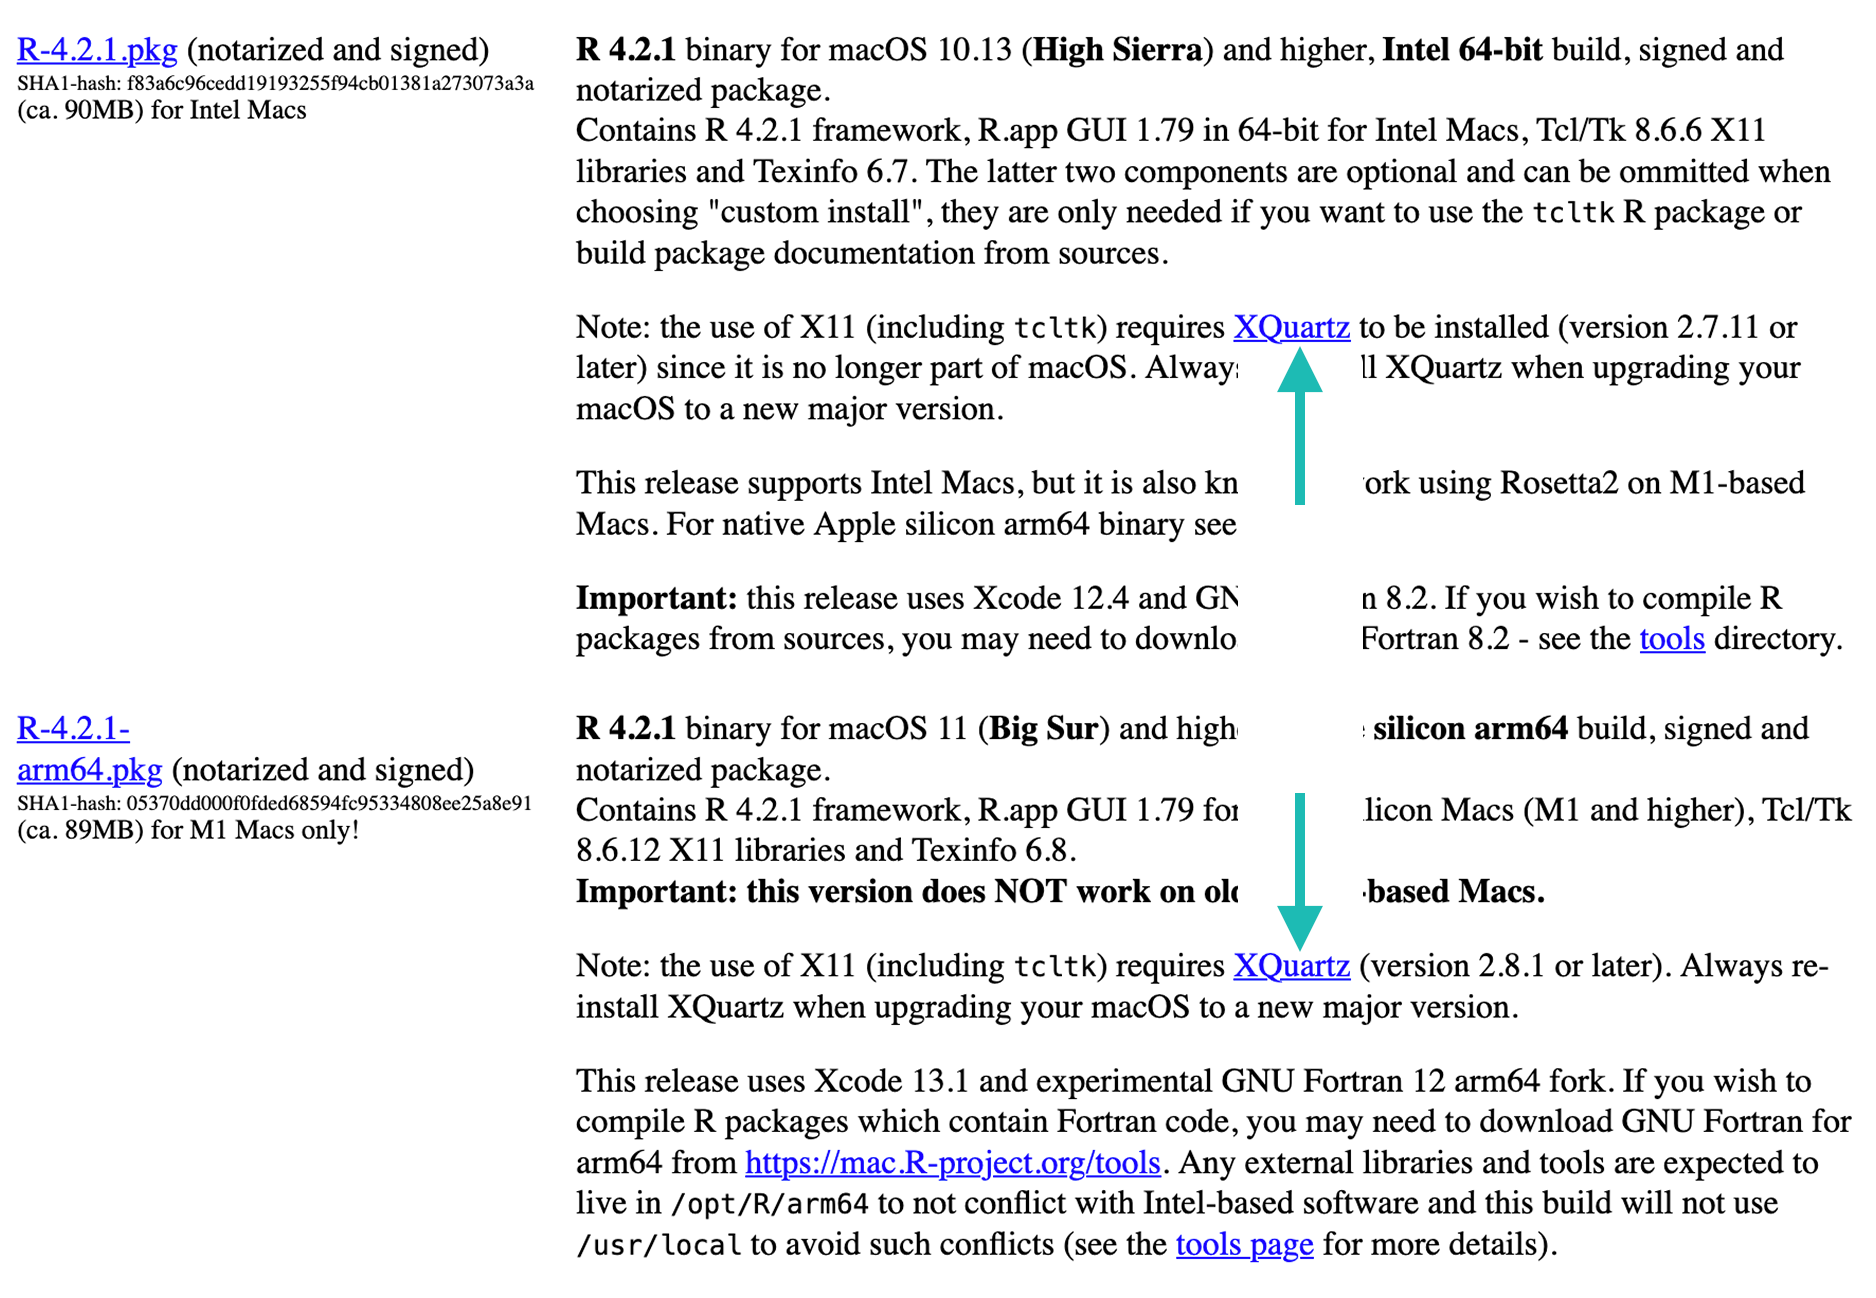 R-4.2.1.pkg (notarized and signed)
SHA1-hash: f83a6c96cedd19193255f94cb01381a273073a3a
(ca. 90MB) for Intel Macs
R 4.2.1 binary for macOS 10.13 (High Sierra) and higher, Intel 64-bit build, signed and
notarized package.
Contains R 4.2.1 framework, R.app GUI 1.79 in 64-bit for Intel Macs, Tcl/Tk 8.6.6 X11
libraries and Texinfo 6.7. The latter two components are optional and can be ommitted when
choosing "custom install", they are only needed if you want to use the tcltk R package or
build package documentation from sources.
Note: the use of X11 (including tcltk) requires XQuartz to be installed (version 2.7.11 or
later) since it is no longer part of macOS. XQuartz when upgrading your
macOS to a new major version.
This release supports Intel Macs, but it is also using Rosetta2 on M1-based
Macs. For native Apple silicon arm64 binary see
Important: this release uses Xcode 12.4 and 8.2. If you wish to compile R
packages from sources, you may need to Fortran 8.2 - see the tools directory.
R-4.2.1-
arm64.pkg (notarized and signed)
SHA1-hash: 05370dd000f0fded68594fc95334808ee25a8e91
(ca. 89MB) for M1 Macs only!
R 4.2.1 binary for macOS 11 (Big Sur) and silicon arm64 build, signed and
notarized package.
Contains R 4.2.1 framework, R.app GUI 1.79 for Macs (M1 and higher), Tcl/Tk
8.6.12 X11 libraries and Texinfo 6.8.
Important: this version does NOT work on -based Macs.
Note: the use of X11 (including tcltk) requires XQuartz (version 2.8.1 or later). Always re-
install XQuartz when upgrading your macOS to a new major version.
This release uses Xcode 13.1 and experimental GNU Fortran 12 arm64 fork. If you wish to
compile R packages which contain Fortran code, you may need to download GNU Fortran for
arm64 from https://mac.R-project.org/tools. Any external libraries and tools are expected to
live in /opt/R/arm64 to not conflict with Intel-based software and this build will not use
/usr/local to avoid such conflicts (see the tools page for more details).